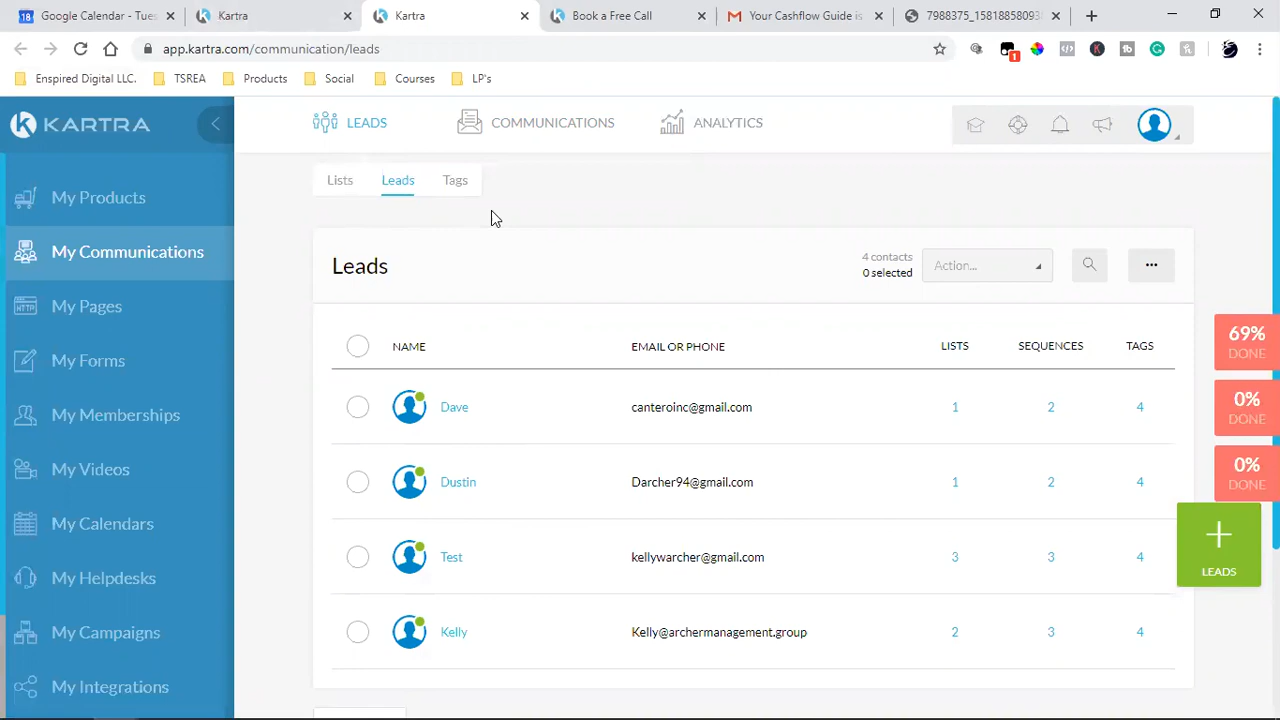 18 Google Calendar - Tues
Kartra
Kartra
Book a Free Call
Your Cashflow Guide is
7988375_1581885809
app.kartra.com/communication/leads
1
Enspired Digital LLC.
TSREA
Products
Social
Courses
LP's
KARTRA
LEADS
COMMUNICATIONS
ANALYTICS
Lists
Leads
Tags
My Products
My Communications
HTTP My Pages
My Forms
My Memberships
My Videos
My Calendars
My Helpdesks
My Campaigns
My Integrations
Leads
4 contacts
0 selected
Action...
NAME
EMAIL OR PHONE
LISTS
SEQUENCES
TAGS
Dave canteroinc@gmail.com 1 2 4
Dustin Darcher94@gmail.com 1 2 4
Test kellywarcher@gmail.com 3 3 4
Kelly Kelly@archermanagement.group 2 3 4
69%
DONE
0%
DONE
0%
DONE
+
LEADS